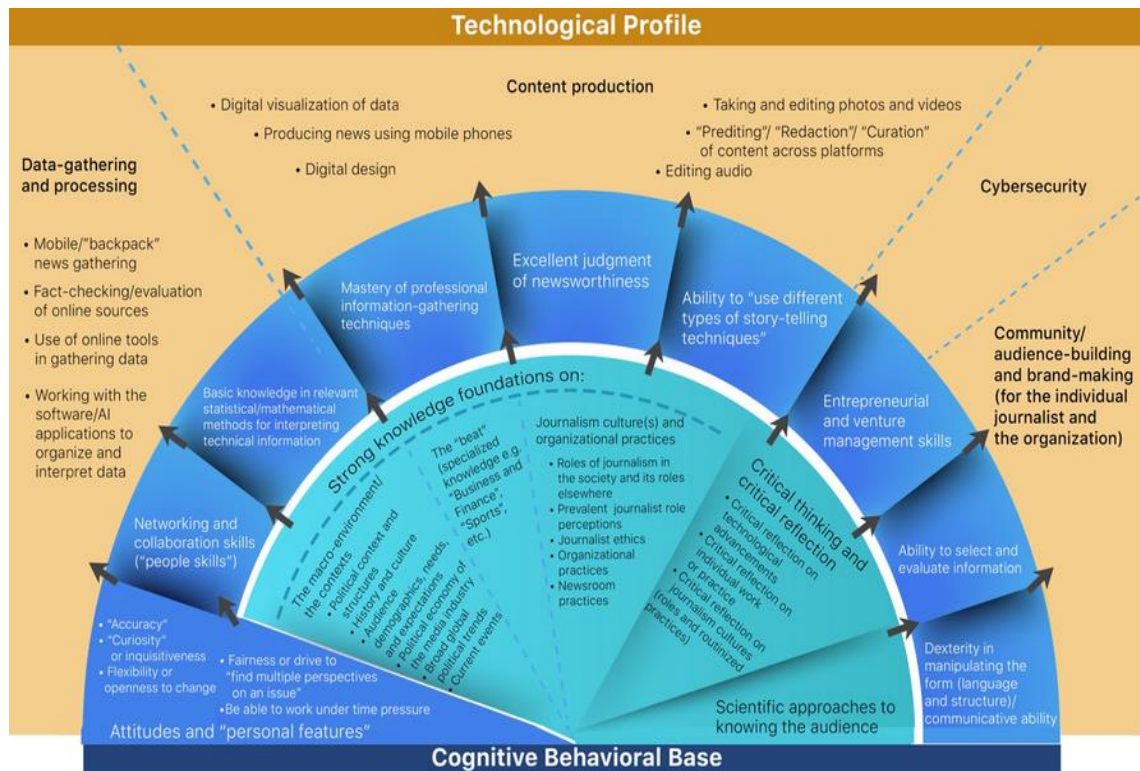 Technological Profile
Content production
• Digital visualization of data
• Producing news using mobile phones
• Digital design
• Taking and editing photos and videos
• “Prediting”/ “Redaction”/ “Curation”
of content across platforms
• Editing audio
Data-gathering
and processing
• Mobile/“backpack”
news gathering
• Fact-checking/evaluation
of online sources
• Use of online tools
in gathering data
• Working with the
software/AI
applications to
organize and
interpret data
Cybersecurity
Community/
audience-building
and brand-making
(for the individual
journalist and
the organization)
Networking and
collaboration skills
(“people skills”)
Basic knowledge in relevant
statistical/mathematical
methods for interpreting
technical information
Mastery of professional
information-gathering
techniques
Excellent judgment
of newsworthiness
Ability to “use different
types of story-telling
techniques”
Entrepreneurial
and venture
management skills
Ability to select and
evaluate information
Dexterity in
manipulating the
form (language
and structure)/
communicative ability
Strong knowledge foundations on:
The macro-environment/
the contexts
• Political context and
structures
• History and culture
• Audience
demographics, needs,
and expectations
• Political economy of
the media industry
• Broad global
political trends
• Current events
The “beat”
(specialized
knowledge e.g.
“Business and
Finance”,
“Sports”,
etc.)
Journalism culture(s) and
organizational practices
• Roles of journalism in
the society and its roles
elsewhere
• Prevalent journalist role
perceptions
• Journalist ethics
• Organizational
practices
• Newsroom
practices
Critical thinking and
critical reflection
• Critical reflection on
technological
advancements
• Critical reflection on
individual work
or practice
• Critical reflection on
journalism cultures
(roles and routinized
practices)
Scientific approaches to
knowing the audience
• “Accuracy”
• “Curiosity”
or inquisitiveness
• Flexibility or
openness to change
• Fairness or drive to
“find multiple perspectives
on an issue”
• Be able to work under time pressure
Attitudes and “personal features”
Cognitive Behavioral Base